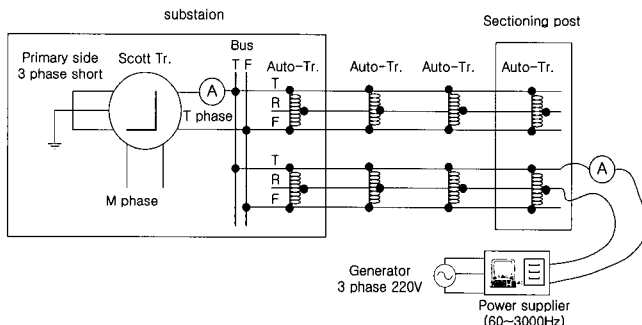 substaion
Sectioning post
Primary side
3 phase short
Scott Tr.
Bus
T F
Auto-Tr.
Auto-Tr.
Auto-Tr.
Auto-Tr.
A
T phase
T
R
F
M phase
T
R
F
A
Generator
3 phase 220V
Power supplier
(60~3000Hz)